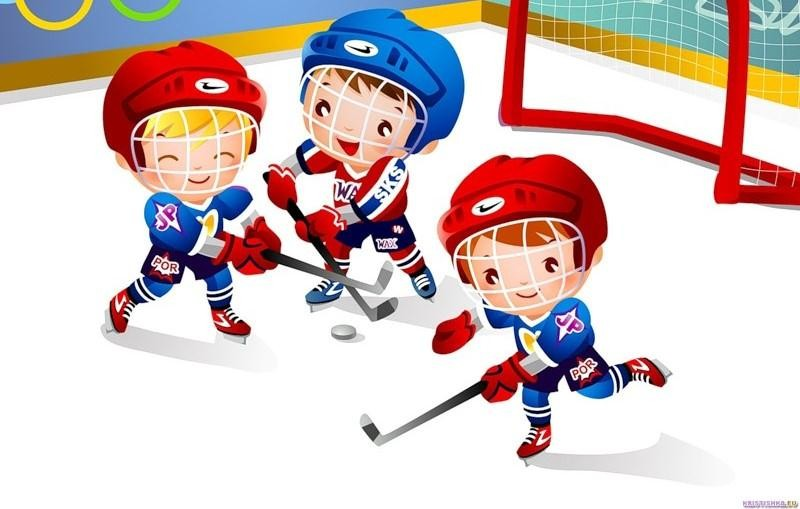 JP
POR
WAX
SKS
W
WAX
JP
POR
KRISTISHKA.EU